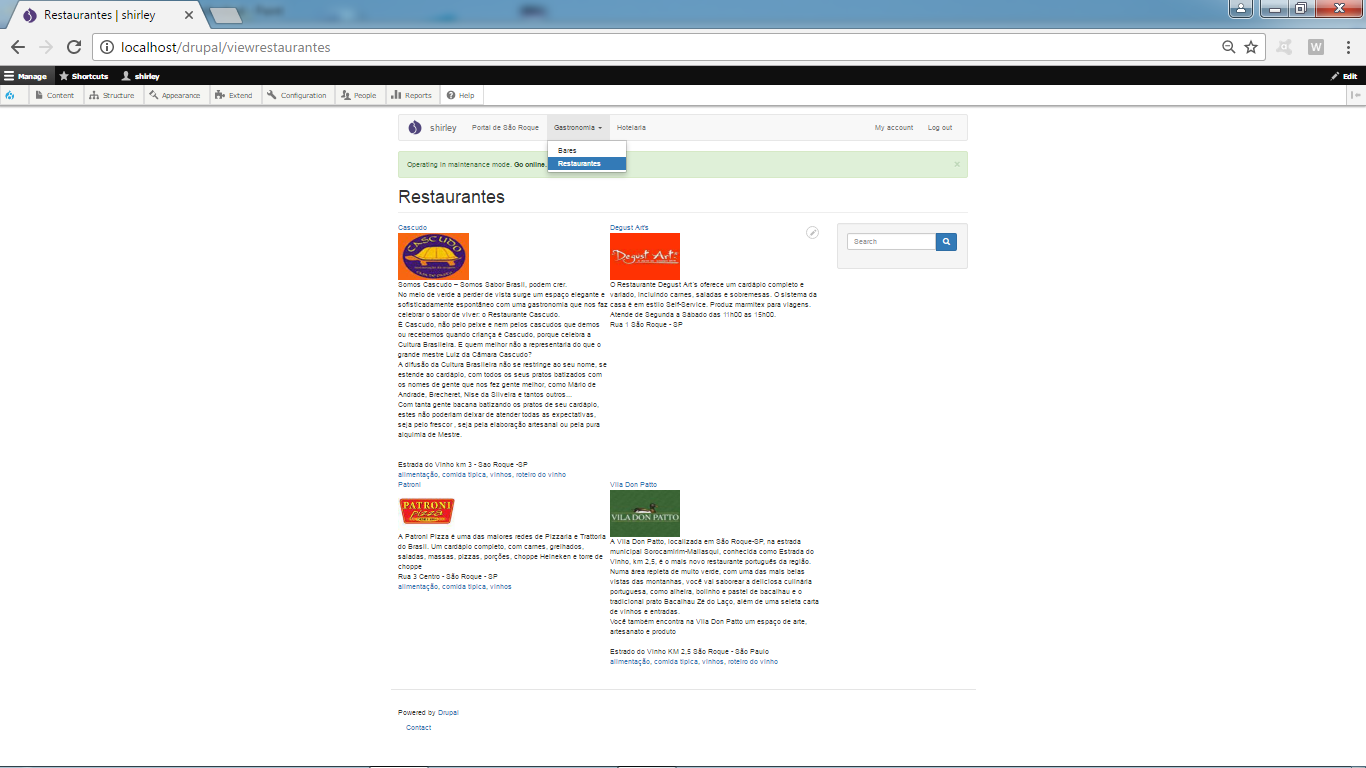 Restaurantes | shirley
localhost/drupal/viewrestaurantes
W
Manage Shortcuts shirley Edit
Content Structure Appearance Extend Configuration People Reports Help
shirley Portal de São Roque Gastronomia Hotelaria My account Log out
Bares
Restaurantes
Operating in maintenance mode. Go online. ×
Restaurantes
Cascudo
CASCUDO
Somos Cascudo – Somos Sabor Brasil, podem crer.
No meio de verde a perder de vista surge um espaço elegante e
sofisticadamente espontâneo com uma gastronomia que nos faz
celebrar o sabor de viver: o Restaurante Cascudo.
É Cascudo, não pelo peixe e nem pelos cascudos que demos
ou recebemos quando criança é Cascudo, porque celebra a
Cultura Brasileira. E quem melhor não a representaria do que o
grande mestre Luiz da Câmara Cascudo?
A difusão da Cultura Brasileira não se restringe ao seu nome, se
estende ao cardápio, com todos os seus pratos batizados com
os nomes de gente que nos fez gente melhor, como Mário de
Andrade, Brecheret, Nise da Silveira e tantos outros...
Com tanta gente bacana batizando os pratos de seu cardápio,
estes não poderiam deixar de atender todas as expectativas,
seja pelo frescor , seja pela elaboração artesanal ou pela pura
alquimia de Mestre.
Estrada do Vinho km 3 - Sao Roque -SP
alimentação, comida tipica, vinhos, roteiro do vinho
Degust Art's
Degust Art's
O Restaurante Degust Art's oferece um cardápio completo e
variado, incluindo carnes, saladas e sobremesas. O sistema da
casa é em estilo Self-Service. Produz marmitex para viagens.
Atende de Segunda a Sábado das 11h00 as 15h00.
Rua 1 São Roque - SP
Search
Patroni
PATRONI
pizza
A Patroni Pizza é uma das maiores redes de Pizzaria e Trattoria
do Brasil. Um cardápio completo, com carnes, grelhados,
saladas, massas, pizzas, porções, choppe Heineken e torre de
choppe
Rua 3 Centro - São Roque - SP
alimentação, comida tipica, vinhos
Vila Don Patto
VILA DON PATTO
A Vila Don Patto, localizada em São Roque-SP, na estrada
municipal Sorocamirim-Mailasqui, conhecida como Estrada do
Vinho, km 2,5, é o mais novo restaurante português da região.
Numa área repleta de muito verde, com uma das mais belas
vistas das montanhas, você vai saborear a deliciosa culinária
portuguesa, como alheira, bolinho e pastel de bacalhau e o
tradicional prato Bacalhau Zé do Laço, além de uma seleta carta
de vinhos e entradas.
Você também encontra na Vila Don Patto um espaço de arte,
artesanato e produto
Estrado do Vinho KM 2,5 São Roque - São Paulo
alimentação, comida tipica, vinhos, roteiro do vinho
Powered by Drupal
Contact